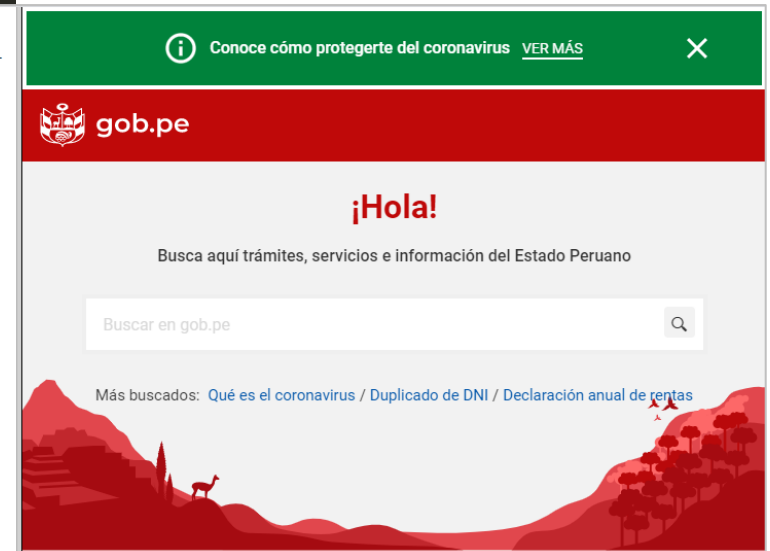 Conoce cómo protegerte del coronavirus VER MÁS
gob.pe
¡Hola!
Busca aquí trámites, servicios e información del Estado Peruano
Buscar en gob.pe
Más buscados: Qué es el coronavirus / Duplicado de DNI / Declaración anual de rentas